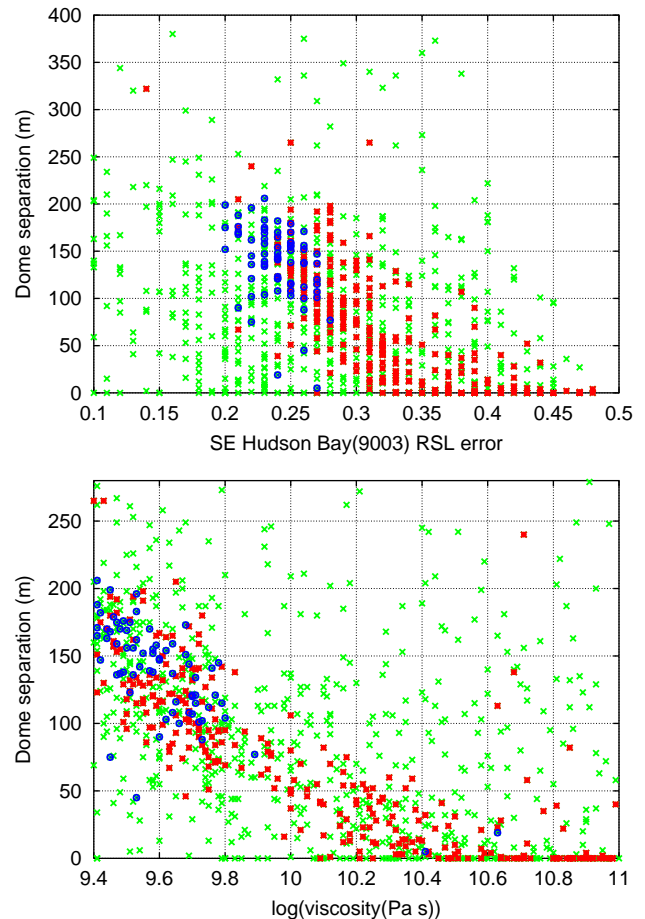 400
350
300
250
200
150
100
50
0
Dome separation (m)
0.1 0.15 0.2 0.25 0.3 0.35 0.4 0.45 0.5
SE Hudson Bay(9003) RSL error
250
200
150
100
50
0
Dome separation (m)
9.4 9.6 9.8 10 10.2 10.4 10.6 10.8 11
log(viscosity(Pa s)